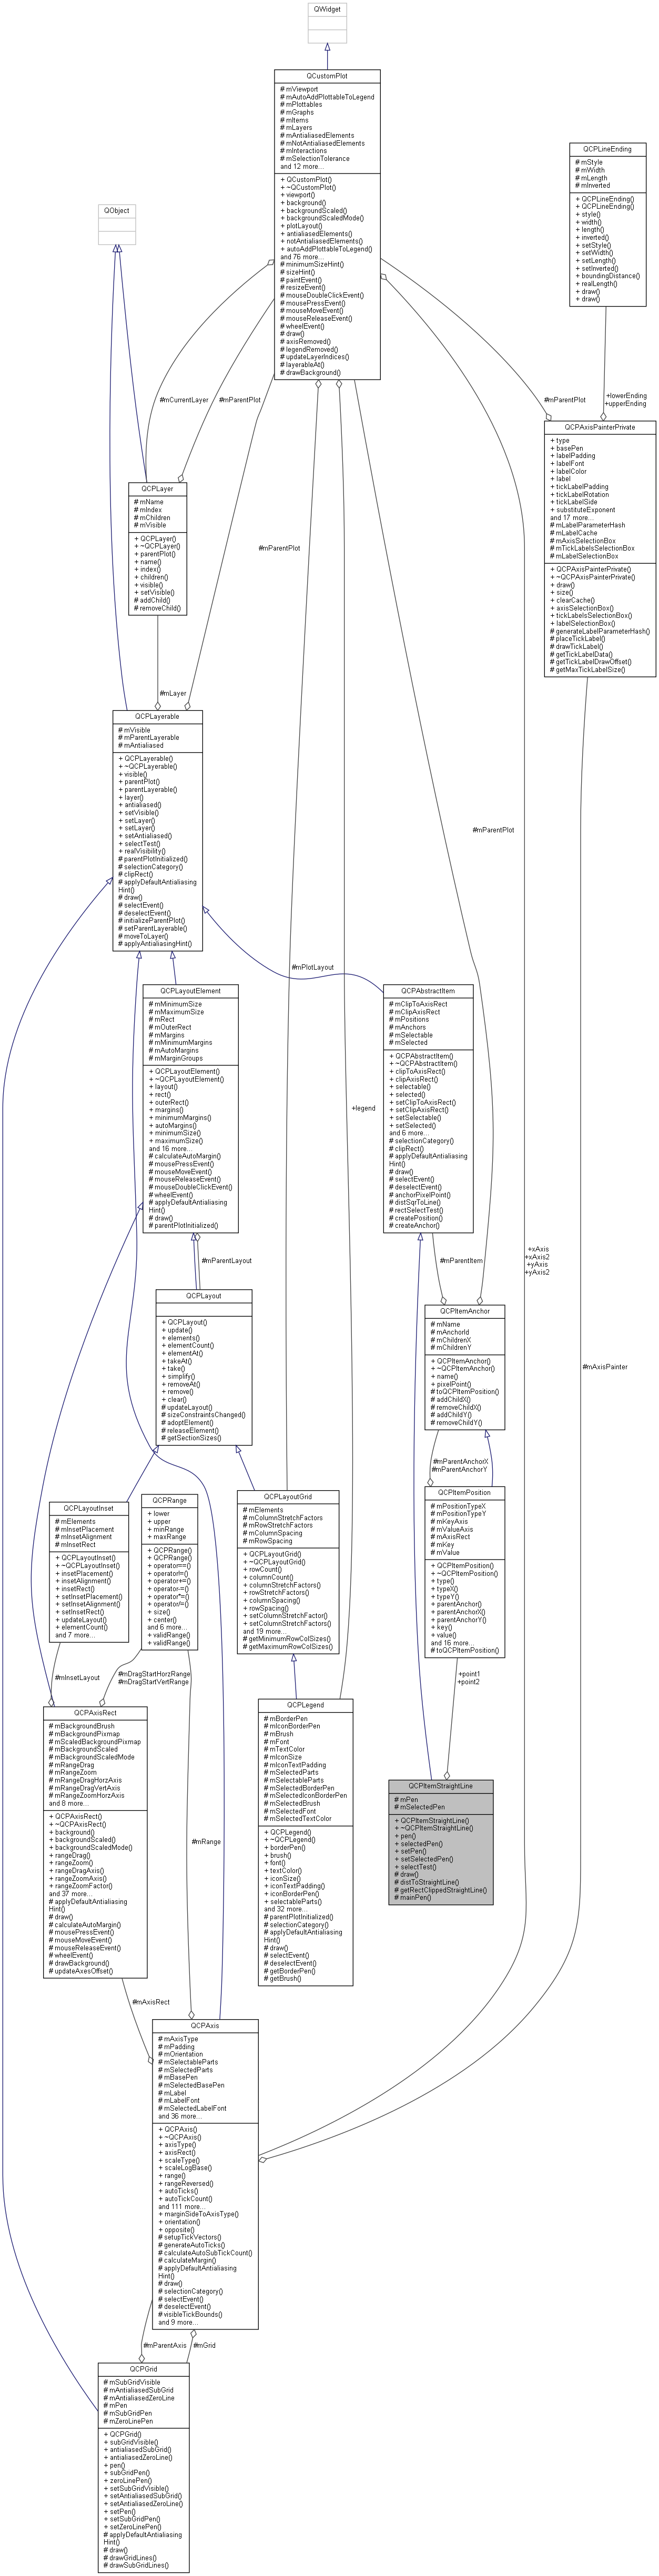 QWidget
QCustomPlot
# mViewport
# mAutoAddPlottableToLegend
# mPlottables
# mGraphs
# mItems
# mLayers
# mAntialiasedElements
# mNotAntialiasedElements
# mInteractions
# mSelectionTolerance
and 12 more...
+ QCustomPlot()
+ ~QCustomPlot()
+ viewport()
+ background()
+ backgroundScaled()
+ backgroundScaledMode()
+ plotLayout()
+ antialiasedElements()
+ notAntialiasedElements()
+ autoAddPlottableToLegend()
and 76 more...
# minimumSizeHint()
# sizeHint()
# paintEvent()
# resizeEvent()
# mouseDoubleClickEvent()
# mousePressEvent()
# mouseMoveEvent()
# mouseReleaseEvent()
# wheelEvent()
# draw()
# axisRemoved()
# legendRemoved()
# updateLayerIndices()
# layerableAt()
# drawBackground()
QCPLineEnding
# mStyle
# mWidth
# mLength
# mInverted
+ QCPLineEnding()
+ QCPLineEnding()
+ style()
+ width()
+ length()
+ inverted()
+ setStyle()
+ setWidth()
+ setLength()
+ setInverted()
+ boundingDistance()
+ realLength()
+ draw()
+ draw()
QObject
#mCurrentLayer
#mParentPlot
#mParentPlot
+lowerEnding
+upperEnding
QCPAxisPainterPrivate
+ type
+ basePen
+ labelPadding
+ labelFont
+ labelColor
+ label
+ tickLabelPadding
+ tickLabelRotation
+ tickLabelSide
+ substituteExponent
and 17 more...
# mLabelParameterHash
# mLabelCache
# mAxisSelectionBox
# mTickLabelsSelectionBox
# mLabelSelectionBox
+ QCPAxisPainterPrivate()
+ ~QCPAxisPainterPrivate()
+ draw()
+ size()
+ clearCache()
+ axisSelectionBox()
+ tickLabelsSelectionBox()
+ labelSelectionBox()
# generateLabelParameterHash()
# placeTickLabel()
# drawTickLabel()
# getTickLabelData()
# getTickLabelDrawOffset()
# getMaxTickLabelSize()
QCPLayer
# mName
# mIndex
# mChildren
# mVisible
+ QCPLayer()
+ ~QCPLayer()
+ parentPlot()
+ name()
+ index()
+ children()
+ visible()
+ setVisible()
# addChild()
# removeChild()
#mParentPlot
#mLayer
QCPLayerable
# mVisible
# mParentLayerable
# mAntialiased
+ QCPLayerable()
+ ~QCPLayerable()
+ visible()
+ parentPlot()
+ parentLayerable()
+ layer()
+ antialiased()
+ setVisible()
+ setLayer()
+ setLayer()
+ setAntialiased()
+ selectTest()
+ realVisibility()
# parentPlotInitialized()
# selectionCategory()
# clipRect()
# applyDefaultAntialiasing
Hint()
# draw()
# selectEvent()
# deselectEvent()
# initializeParentPlot()
# setParentLayerable()
# moveToLayer()
# applyAntialiasingHint()
#mParentPlot
#mPlotLayout
QCPLayoutElement
# mMinimumSize
# mMaximumSize
# mRect
# mOuterRect
# mMargins
# mMinimumMargins
# mAutoMargins
# mMarginGroups
+ QCPLayoutElement()
+ ~QCPLayoutElement()
+ layout()
+ rect()
+ outerRect()
+ margins()
+ minimumMargins()
+ autoMargins()
+ minimumSize()
+ maximumSize()
and 16 more...
# calculateAutoMargin()
# mousePressEvent()
# mouseMoveEvent()
# mouseReleaseEvent()
# mouseDoubleClickEvent()
# wheelEvent()
# applyDefaultAntialiasing
Hint()
# draw()
# parentPlotInitialized()
QCPAbstractItem
# mClipToAxisRect
# mClipAxisRect
# mPositions
# mAnchors
# mSelectable
# mSelected
+ QCPAbstractItem()
+ ~QCPAbstractItem()
+ clipToAxisRect()
+ clipAxisRect()
+ selectable()
+ selected()
+ setClipToAxisRect()
+ setClipAxisRect()
+ setSelectable()
+ setSelected()
and 6 more...
# selectionCategory()
# clipRect()
# applyDefaultAntialiasing
Hint()
# draw()
# selectEvent()
# deselectEvent()
# anchorPixelPoint()
# distSqrToLine()
# rectSelectTest()
# createPosition()
# createAnchor()
+legend
#mParentLayout
#mParentItem
+xAxis
+xAxis2
+yAxis
+yAxis2
QCPLayout
+ QCPLayout()
+ update()
+ elements()
+ elementCount()
+ elementAt()
+ takeAt()
+ take()
+ simplify()
+ removeAt()
+ remove()
+ clear()
# updateLayout()
# sizeConstraintsChanged()
# adoptElement()
# releaseElement()
# getSectionSizes()
QCPItemAnchor
# mName
# mAnchorId
# mChildrenX
# mChildrenY
+ QCPItemAnchor()
+ ~QCPItemAnchor()
+ name()
+ pixelPoint()
# toQCPItemPosition()
# addChildX()
# removeChildX()
# addChildY()
# removeChildY()
#mAxisPainter
#mParentAnchorX
#mParentAnchorY
QCPLayoutInset
# mElements
# mInsetPlacement
# mInsetAlignment
# mInsetRect
+ QCPLayoutInset()
+ ~QCPLayoutInset()
+ insetPlacement()
+ insetAlignment()
+ insetRect()
+ setInsetPlacement()
+ setInsetAlignment()
+ setInsetRect()
+ updateLayout()
+ elementCount()
and 7 more...
QCPRange
+ lower
+ upper
+ minRange
+ maxRange
+ QCPRange()
+ QCPRange()
+ operator==()
+ operator!=()
+ operator+=()
+ operator-=()
+ operator*=()
+ operator/=()
+ size()
+ center()
and 6 more...
+ validRange()
+ validRange()
QCPLayoutGrid
# mElements
# mColumnStretchFactors
# mRowStretchFactors
# mColumnSpacing
# mRowSpacing
+ QCPLayoutGrid()
+ ~QCPLayoutGrid()
+ rowCount()
+ columnCount()
+ columnStretchFactors()
+ rowStretchFactors()
+ columnSpacing()
+ rowSpacing()
+ setColumnStretchFactor()
+ setColumnStretchFactors()
and 19 more...
# getMinimumRowColSizes()
# getMaximumRowColSizes()
QCPItemPosition
# mPositionTypeX
# mPositionTypeY
# mKeyAxis
# mValueAxis
# mAxisRect
# mKey
# mValue
+ QCPItemPosition()
+ ~QCPItemPosition()
+ type()
+ typeX()
+ typeY()
+ parentAnchor()
+ parentAnchorX()
+ parentAnchorY()
+ key()
+ value()
and 16 more...
# toQCPItemPosition()
#mInsetLayout
#mDragStartHorzRange
#mDragStartVertRange
+point1
+point2
QCPAxisRect
# mBackgroundBrush
# mBackgroundPixmap
# mScaledBackgroundPixmap
# mBackgroundScaled
# mBackgroundScaledMode
# mRangeDrag
# mRangeZoom
# mRangeDragHorzAxis
# mRangeDragVertAxis
# mRangeZoomHorzAxis
and 8 more...
+ QCPAxisRect()
+ ~QCPAxisRect()
+ background()
+ backgroundScaled()
+ backgroundScaledMode()
+ rangeDrag()
+ rangeZoom()
+ rangeDragAxis()
+ rangeZoomAxis()
+ rangeZoomFactor()
and 37 more...
# applyDefaultAntialiasing
Hint()
# draw()
# calculateAutoMargin()
# mousePressEvent()
# mouseMoveEvent()
# mouseReleaseEvent()
# wheelEvent()
# drawBackground()
# updateAxesOffset()
#mRange
QCPLegend
# mBorderPen
# mIconBorderPen
# mBrush
# mFont
# mTextColor
# mIconSize
# mIconTextPadding
# mSelectedParts
# mSelectableParts
# mSelectedBorderPen
# mSelectedIconBorderPen
# mSelectedBrush
# mSelectedFont
# mSelectedTextColor
+ QCPLegend()
+ ~QCPLegend()
+ borderPen()
+ brush()
+ font()
+ textColor()
+ iconSize()
+ iconTextPadding()
+ iconBorderPen()
+ selectableParts()
and 32 more...
# parentPlotInitialized()
# selectionCategory()
# applyDefaultAntialiasing
Hint()
# draw()
# selectEvent()
# deselectEvent()
# getBorderPen()
# getBrush()
QCPItemStraightLine
# mPen
# mSelectedPen
+ QCPItemStraightLine()
+ ~QCPItemStraightLine()
+ pen()
+ selectedPen()
+ setPen()
+ setSelectedPen()
+ selectTest()
# draw()
# distToStraightLine()
# getRectClippedStraightLine()
# mainPen()
#mAxisRect
QCPAxis
# mAxisType
# mPadding
# mOrientation
# mSelectableParts
# mSelectedParts
# mBasePen
# mSelectedBasePen
# mLabel
# mLabelFont
# mSelectedLabelFont
and 36 more...
+ QCPAxis()
+ ~QCPAxis()
+ axisType()
+ axisRect()
+ scaleType()
+ scaleLogBase()
+ range()
+ rangeReversed()
+ autoTicks()
+ autoTickCount()
and 111 more...
+ marginSideToAxisType()
+ orientation()
+ opposite()
# setupTickVectors()
# generateAutoTicks()
# calculateAutoSubTickCount()
# calculateMargin()
# applyDefaultAntialiasing
Hint()
# draw()
# selectionCategory()
# selectEvent()
# deselectEvent()
# visibleTickBounds()
and 9 more...
#mParentAxis
#mGrid
QCPGrid
# mSubGridVisible
# mAntialiasedSubGrid
# mAntialiasedZeroLine
# mPen
# mSubGridPen
# mZeroLinePen
+ QCPGrid()
+ subGridVisible()
+ antialiasedSubGrid()
+ antialiasedZeroLine()
+ pen()
+ subGridPen()
+ zeroLinePen()
+ setSubGridVisible()
+ setAntialiasedSubGrid()
+ setAntialiasedZeroLine()
+ setPen()
+ setSubGridPen()
+ setZeroLinePen()
# applyDefaultAntialiasing
Hint()
# draw()
# drawGridLines()
# drawSubGridLines()